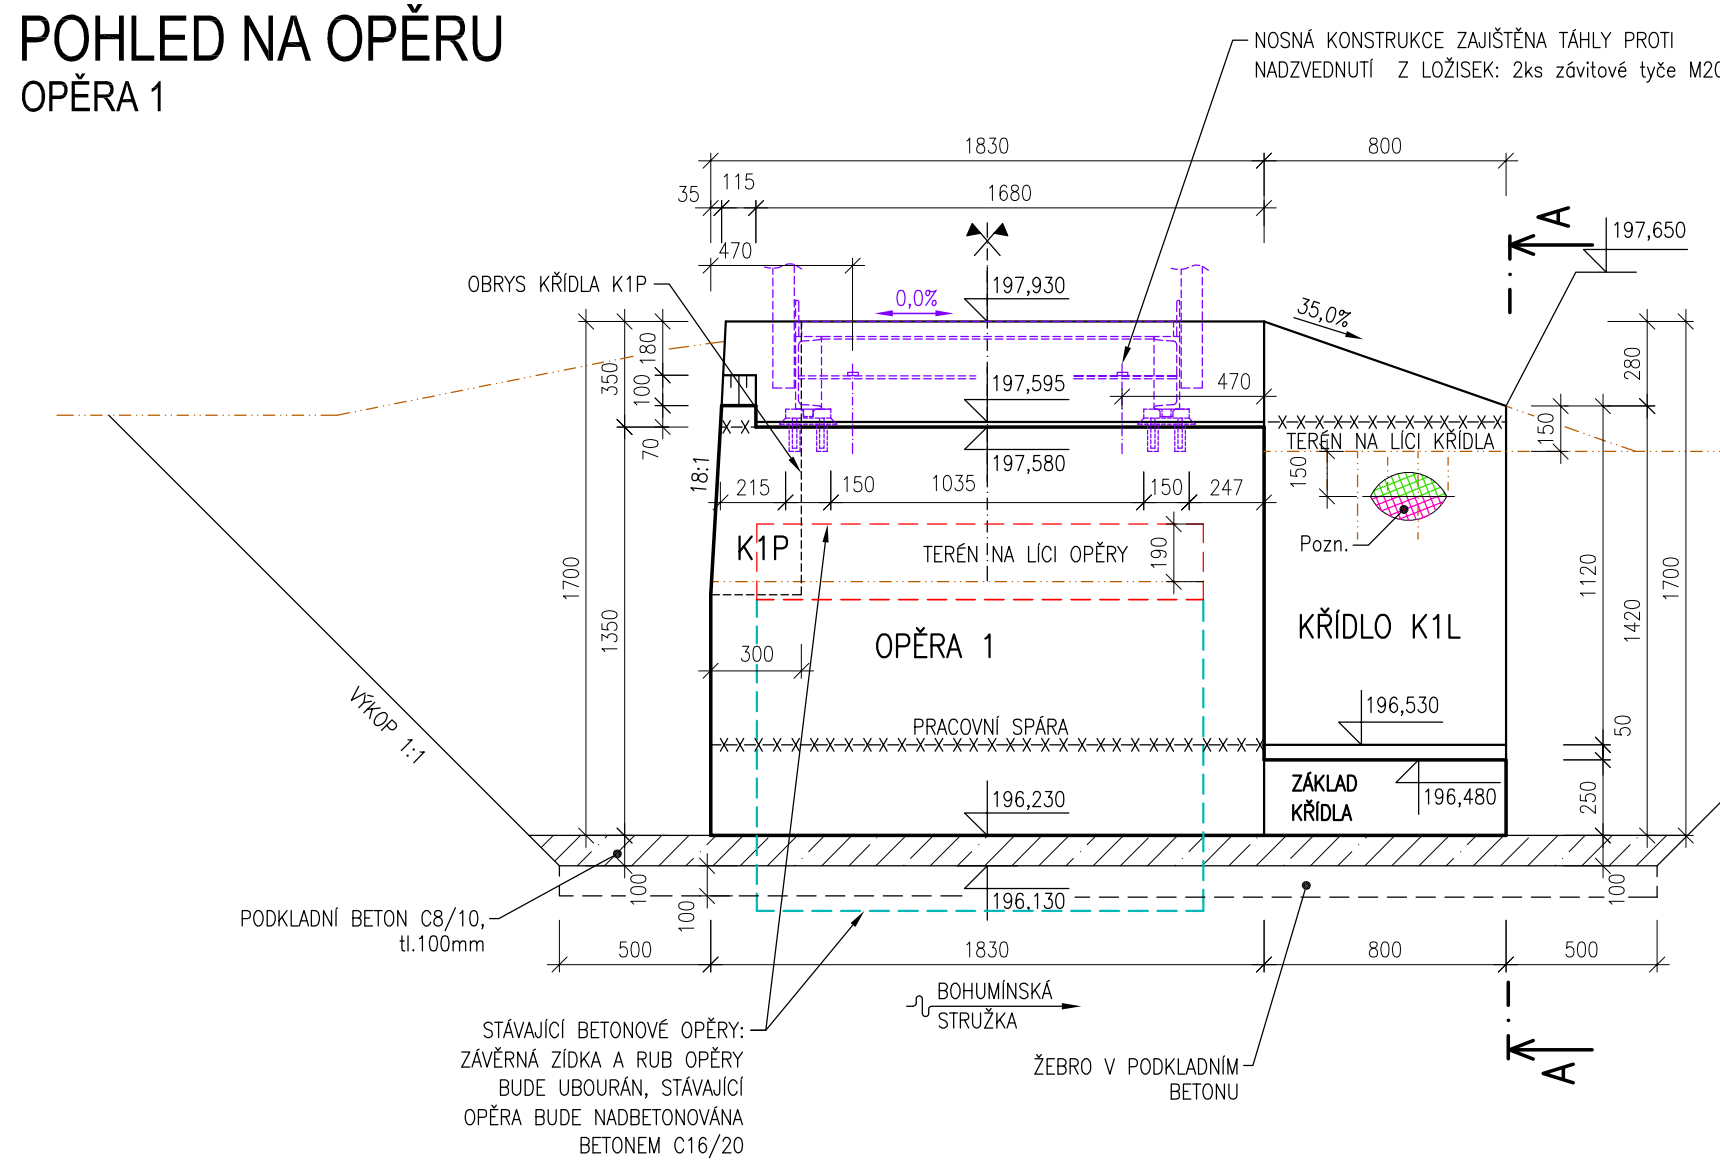 POHLED NA OPĚRU
OPĚRA 1
NOSNÁ KONSTRUKCE ZAJIŠTĚNA TÁHLY PROTI
NADZVEDNUTÍ Z LOŽISEK: 2ks závitové tyče M20
1830
800
35
115
1680
470
A
197,650
OBRYS KŘÍDLA K1P
0,0%
197,930
35,0%
350
180
100
70
197,595
470
280
150
TERÉN NA LÍCI KŘÍDLA
18:1
197,580
150
215
150
1035
150
247
K1P
TERÉN NA LÍCI OPĚRY
190
Pozn.
1700
1350
1120
1420
1700
300
OPĚRA 1
KŘÍDLO K1L
VÝKOP 1:1
PRACOVNÍ SPÁRA
196,530
50
196,230
ZÁKLAD
KŘÍDLA
196,480
250
100
100
196,130
100
PODKLADNÍ BETON C8/10,
tl.100mm
500
1830
800
500
BOHUMÍNSKÁ
STRUŽKA
STÁVAJÍCÍ BETONOVÉ OPĚRY:
ZÁVĚRNÁ ZÍDKA A RUB OPĚRY
BUDE UBOURÁN, STÁVAJÍCÍ
OPĚRA BUDE NADBETONOVÁNA
BETONEM C16/20
ŽEBRO V PODKLADNÍM
BETONU
A